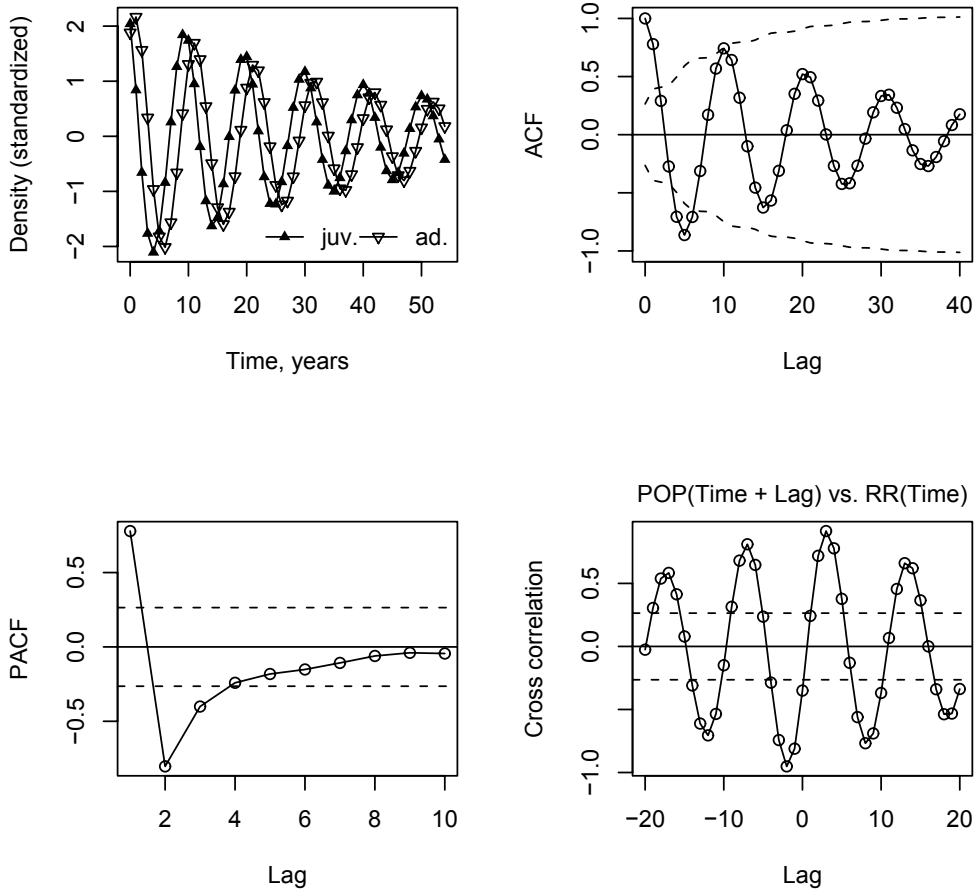 Density (standardized)
2
1
0
−1
−2
juv.
ad.
0 10 20 30 40 50
Time, years
ACF
1.0
0.5
0.0
−1.0
0 10 20 30 40
Lag
PACF
0.5
0.0
−0.5
2 4 6 8 10
Lag
POP(Time + Lag) vs. RR(Time)
Cross correlation
0.5
0.0
−1.0
−20 −10 0 10 20
Lag